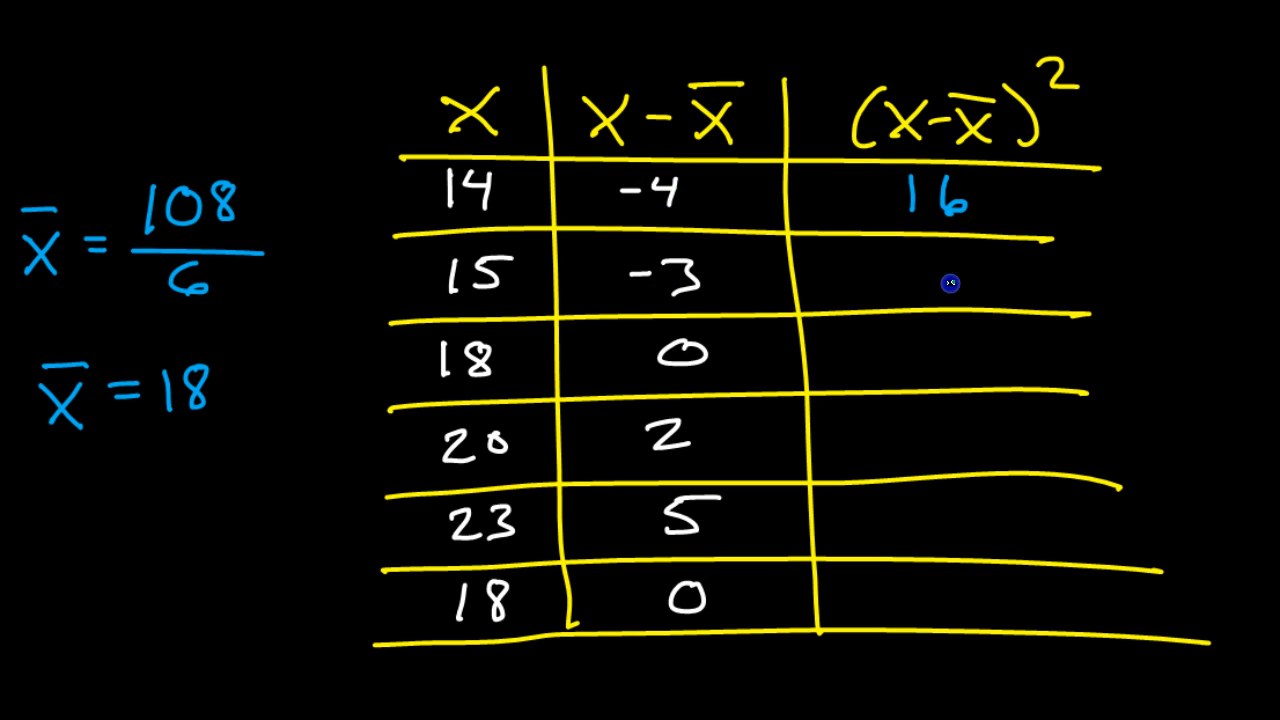 x̅ = 108/6
x̅ = 18
x | x - x̅ | (x - x̅)²
14 | -4 | 16
15 | -3
18 | 0
20 | 2
23 | 5
18 | 0